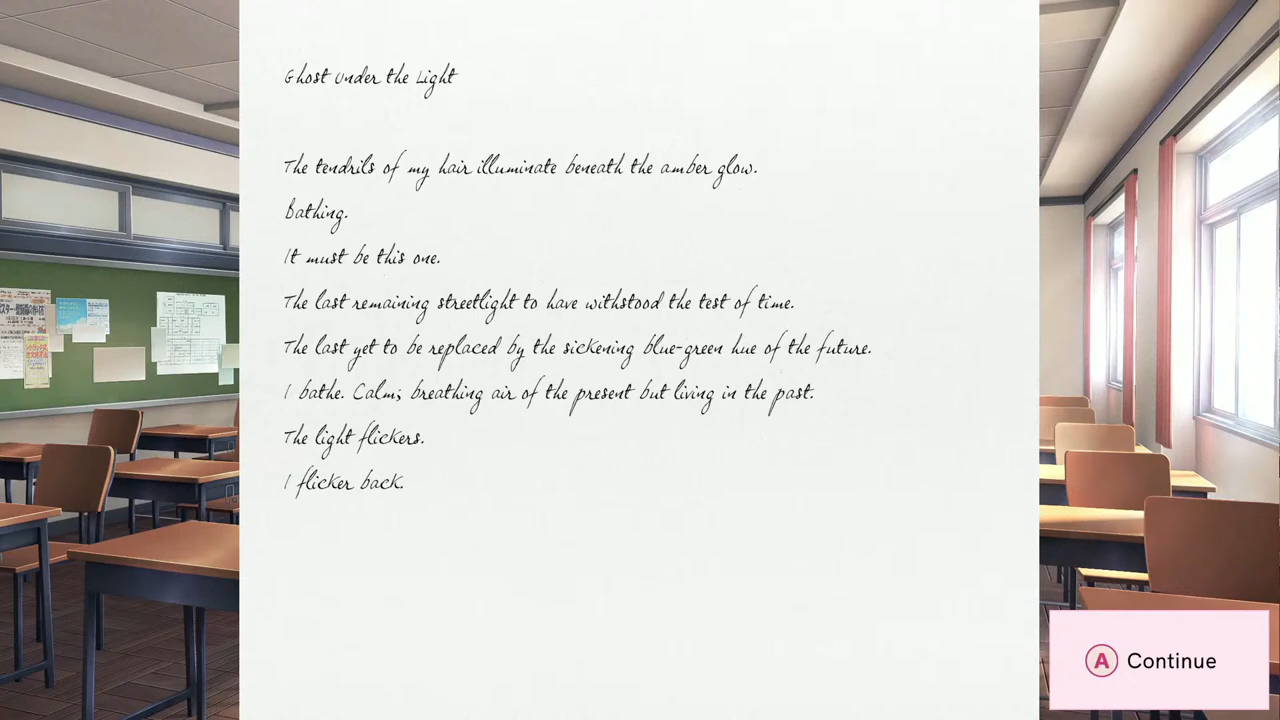 Ghost Under the Light
The tendrils of my hair illuminate beneath the amber glow.
Bathing.
It must be this one.
The last remaining streetlight to have withstood the test of time.
The last yet to be replaced by the sickening blue-green hue of the future.
I bathe. Calm; breathing air of the present but living in the past.
The light flickers.
I flicker back.
A Continue